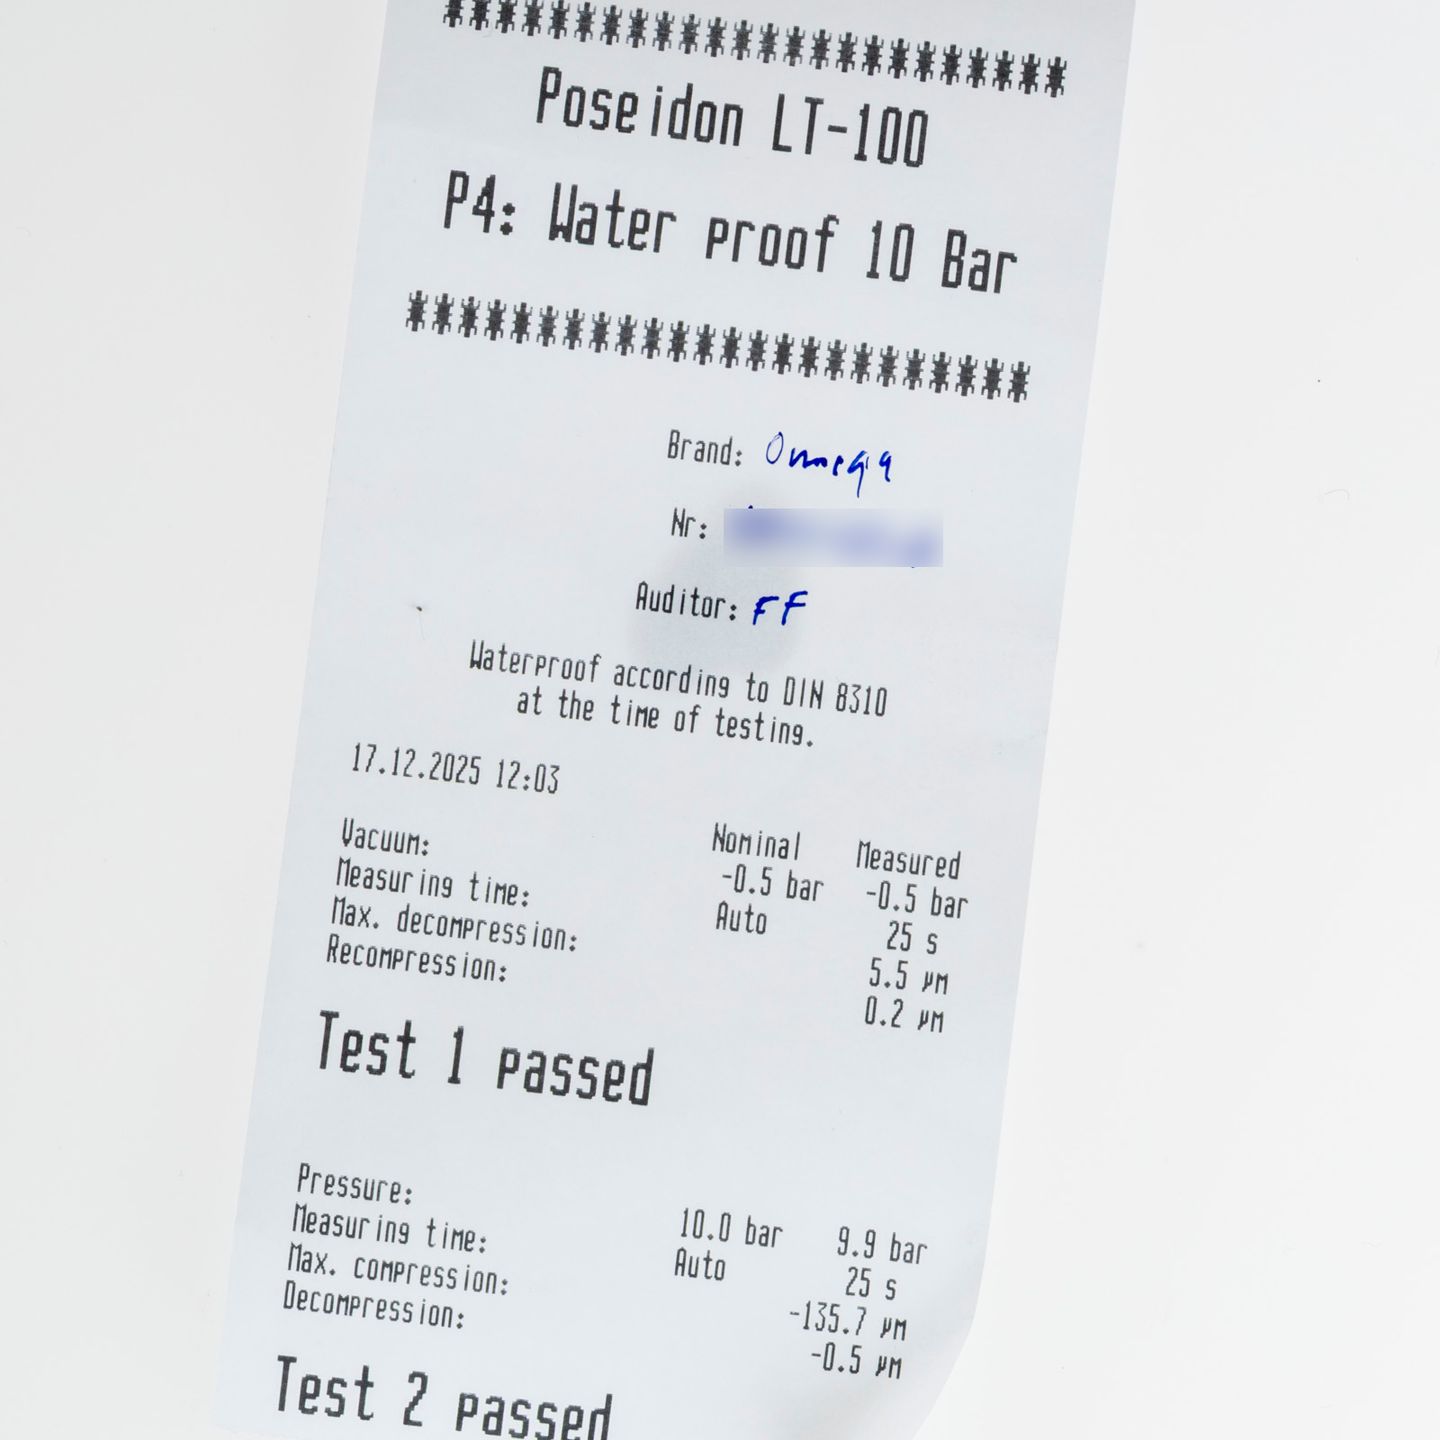 ************************
Poseidon LT-100
P4: Water proof 10 Bar
************************
Brand: Omega
Nr:
Auditor: FF
Waterproof according to DIN 8310
at the time of testing.
17.12.2025 12:03
Nominal Measured
Vacuum: -0.5 bar -0.5 bar
Measuring time: Auto 25 s
Max. decompression: 5.5 µm
Recompression: 0.2 µm
Test 1 passed
Pressure: 10.0 bar 9.9 bar
Measuring time: Auto 25 s
Max. compression: -135.7 µm
Decompression: -0.5 µm
Test 2 passed